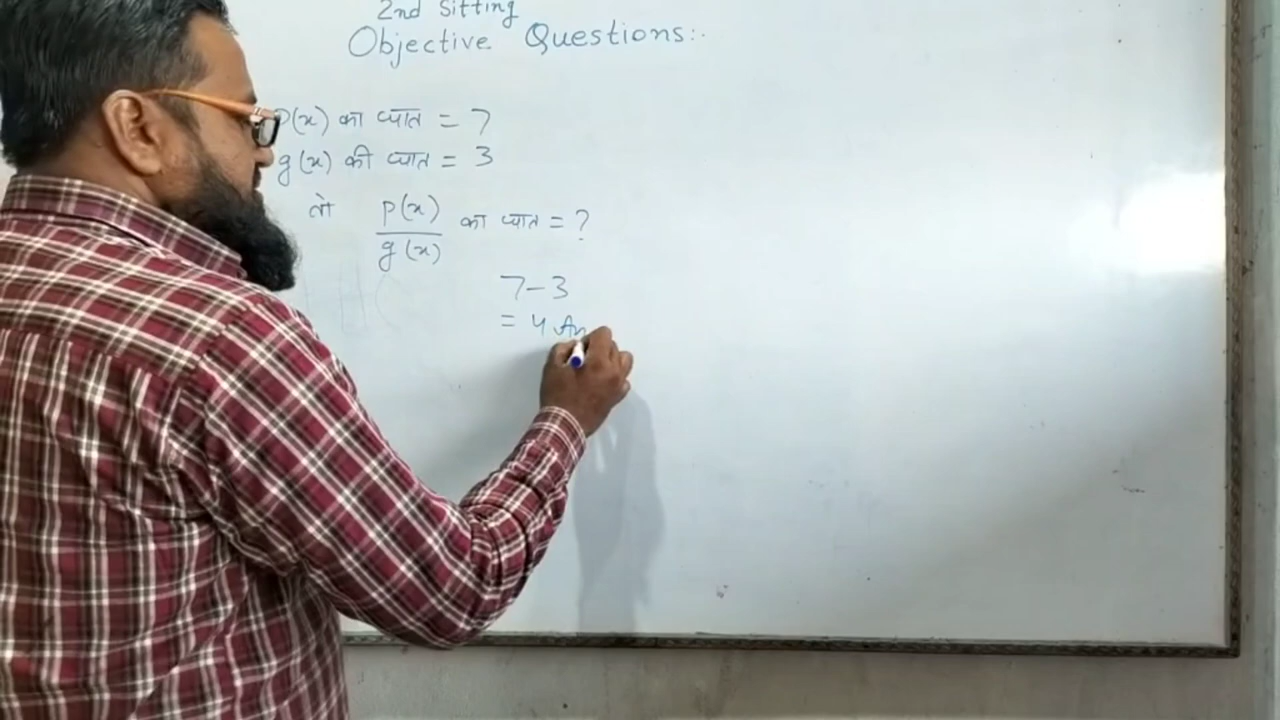 2nd Sitting
Objective Questions:-
P(x) का घात = 7
g(x) की घात = 3
तो P(x)/g(x) का घात = ?
7-3
= 4 An